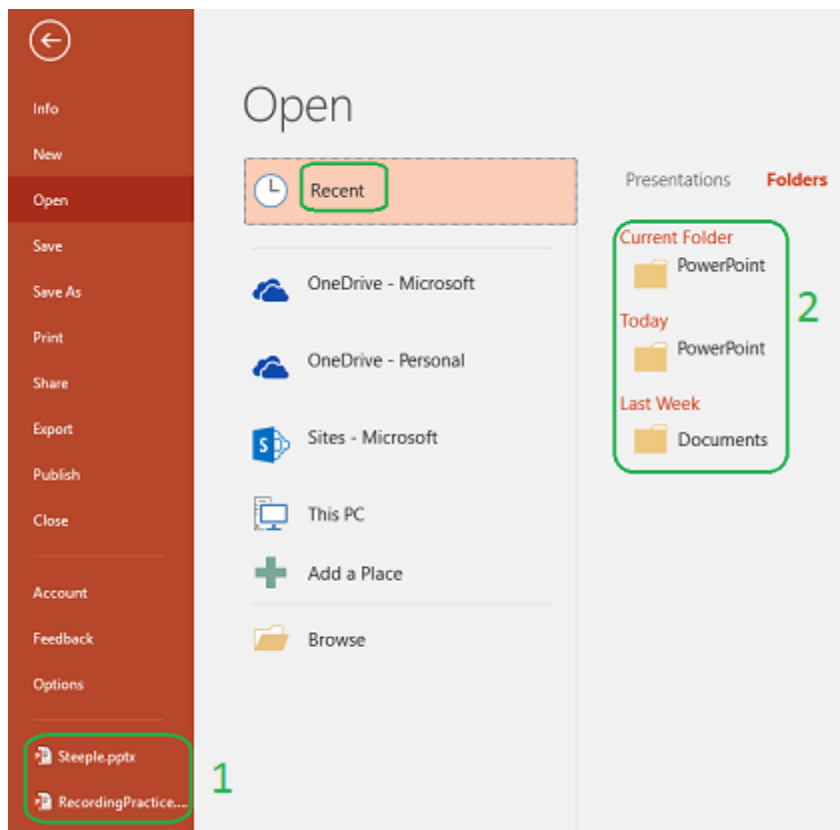 Info
New
Open
Save
Save As
Print
Share
Export
Publish
Close
Account
Feedback
Options
Steeple.pptx
RecordingPractice....
1
Open
Recent
OneDrive - Microsoft
OneDrive - Personal
S
Sites - Microsoft
This PC
Add a Place
Browse
Presentations Folders
Current Folder
PowerPoint
Today
PowerPoint
Last Week
Documents
2